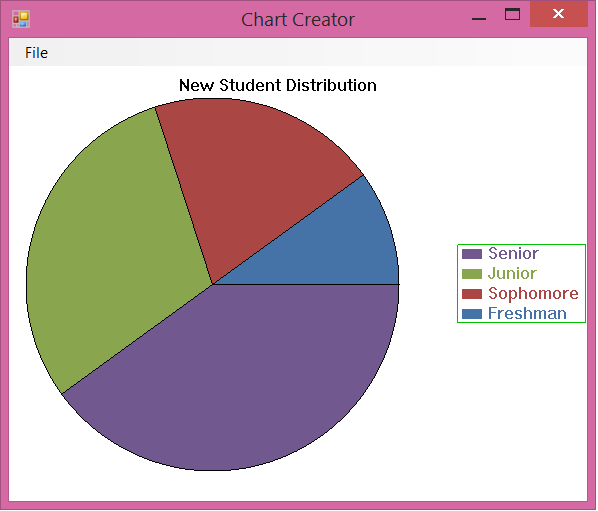 Chart Creator
File
New Student Distribution
Senior
Junior
Sophomore
Freshman